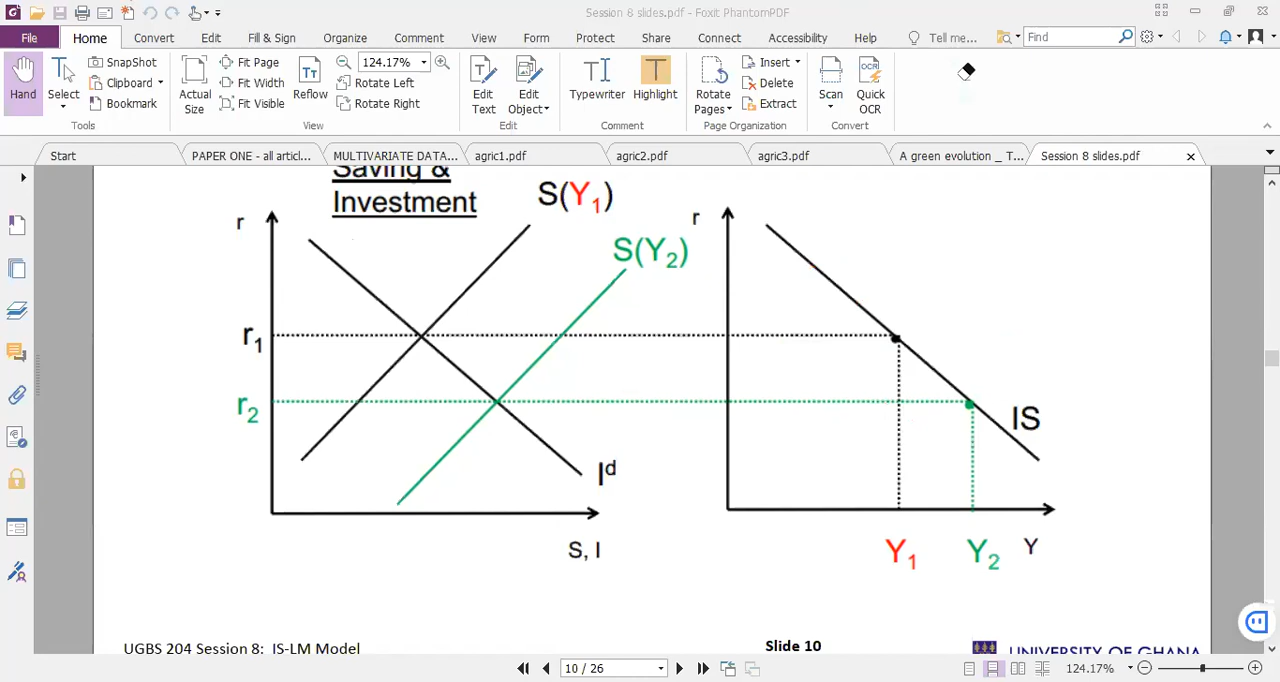 Session 8 slides.pdf - Foxit PhantomPDF
File Home Convert Edit Fill & Sign Organize Comment View Form Protect Share Connect Accessibility Help Tell me... Find
Hand
Select
SnapShot
Clipboard
Bookmark
Tools
Actual Size
Fit Page
Fit Width
Fit Visible
Reflow
124.17%
Rotate Left
Rotate Right
View
Edit Text
Edit Object
Edit
Typewriter
Highlight
Comment
Rotate Pages
Insert
Delete
Extract
Page Organization
Scan
Quick OCR
OCR
Convert
Start PAPER ONE - all articl... MULTIVARIATE DATA... agric1.pdf agric2.pdf agric3.pdf A green evolution _ T... Session 8 slides.pdf
Saving &
Investment
S(Y1)
S(Y2)
r
r1
r2
Id
S, I
r
IS
Y1 Y2 Y
UGBS 204 Session 8: IS-LM Model
Slide 10
UNIVERSITY OF GHANA
10 / 26
124.17%